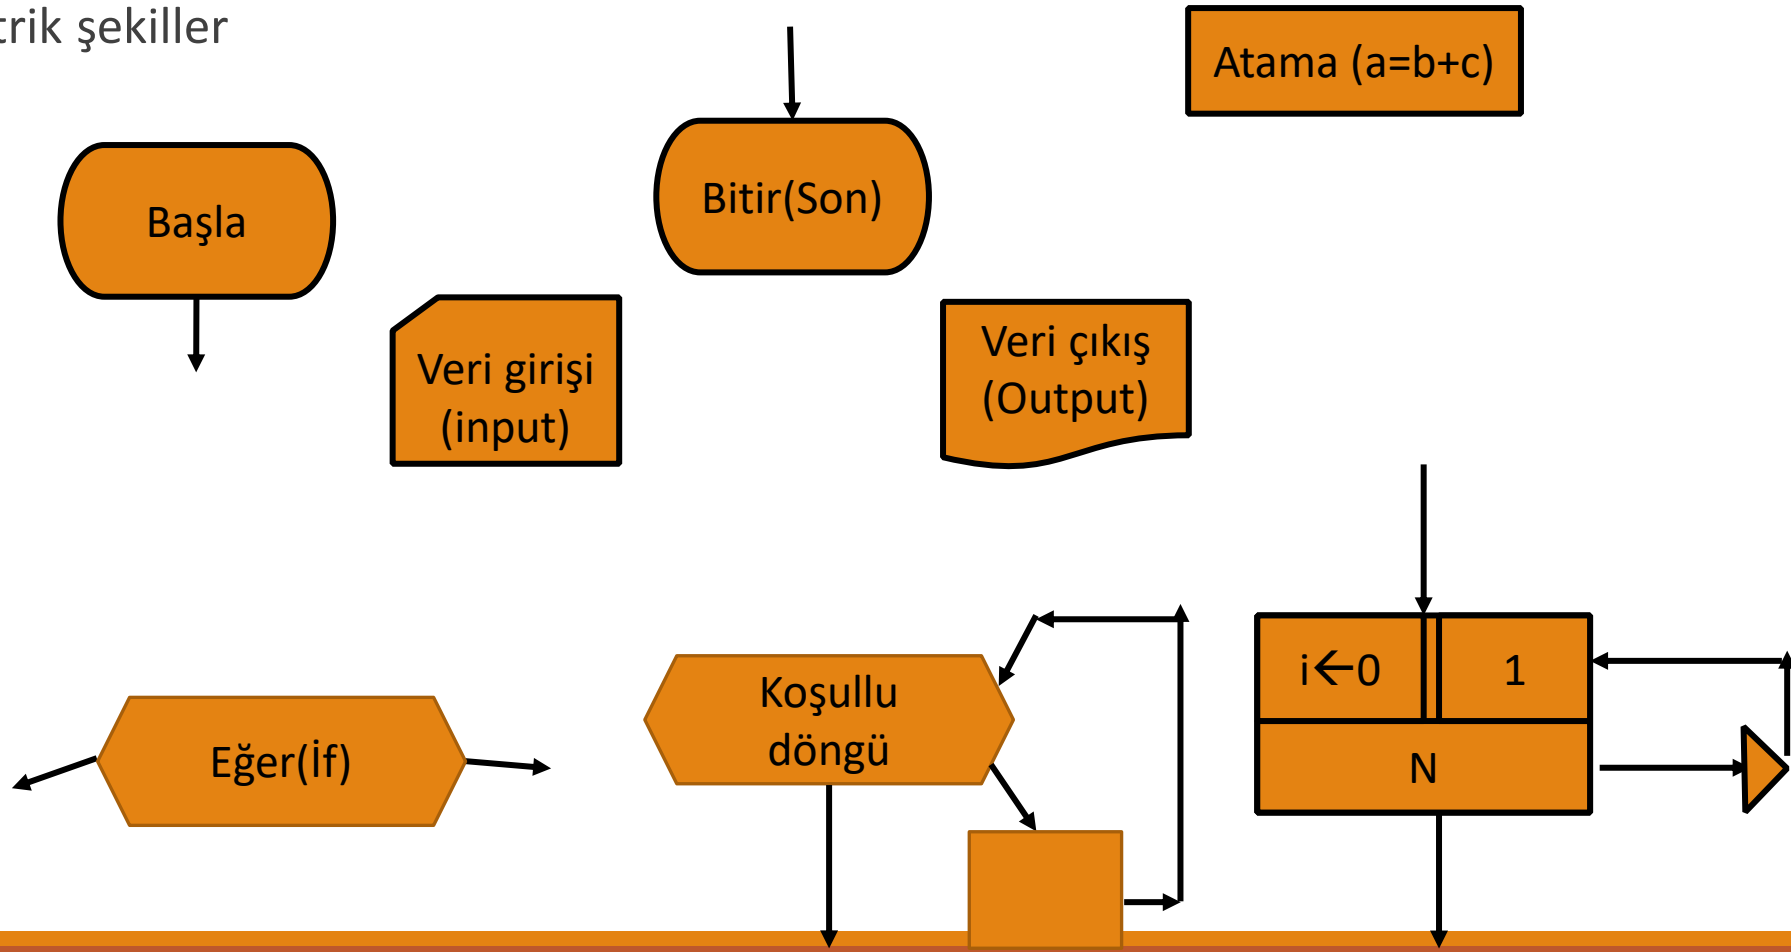 trik şekiller
Atama (a=b+c)
Bitir(Son)
Başla
Veri girişi
(input)
Veri çıkış
(Output)
Eğer(İf)
Koşullu
döngü
i←0
1
N